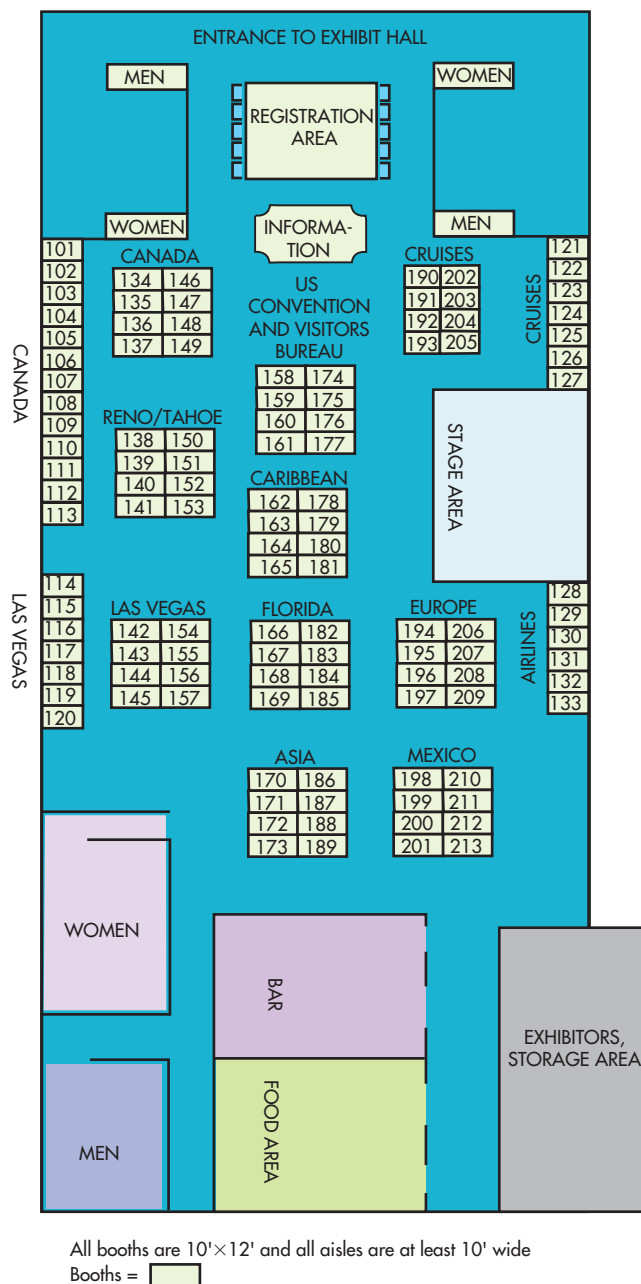 ENTRANCE TO EXHIBIT HALL
MEN
WOMEN
REGISTRATION
AREA
WOMEN
MEN
INFORMA-
TION
101
102
103
104
105
106
107
108
109
110
111
112
113
CANADA
CANADA
134 146
135 147
136 148
137 149
US
CONVENTION
AND VISITORS
BUREAU
158 174
159 175
160 176
161 177
CRUISES
190 202
191 203
192 204
193 205
CRUISES
121
122
123
124
125
126
127
RENO/TAHOE
138 150
139 151
140 152
141 153
CARIBBEAN
162 178
163 179
164 180
165 181
STAGE AREA
LAS VEGAS
114
115
116
117
118
119
120
LAS VEGAS
142 154
143 155
144 156
145 157
FLORIDA
166 182
167 183
168 184
169 185
EUROPE
194 206
195 207
196 208
197 209
AIRLINES
128
129
130
131
132
133
ASIA
170 186
171 187
172 188
173 189
MEXICO
198 210
199 211
200 212
201 213
WOMEN
BAR
EXHIBITORS,
STORAGE AREA
MEN
FOOD AREA
All booths are 10'×12' and all aisles are at least 10' wide
Booths =